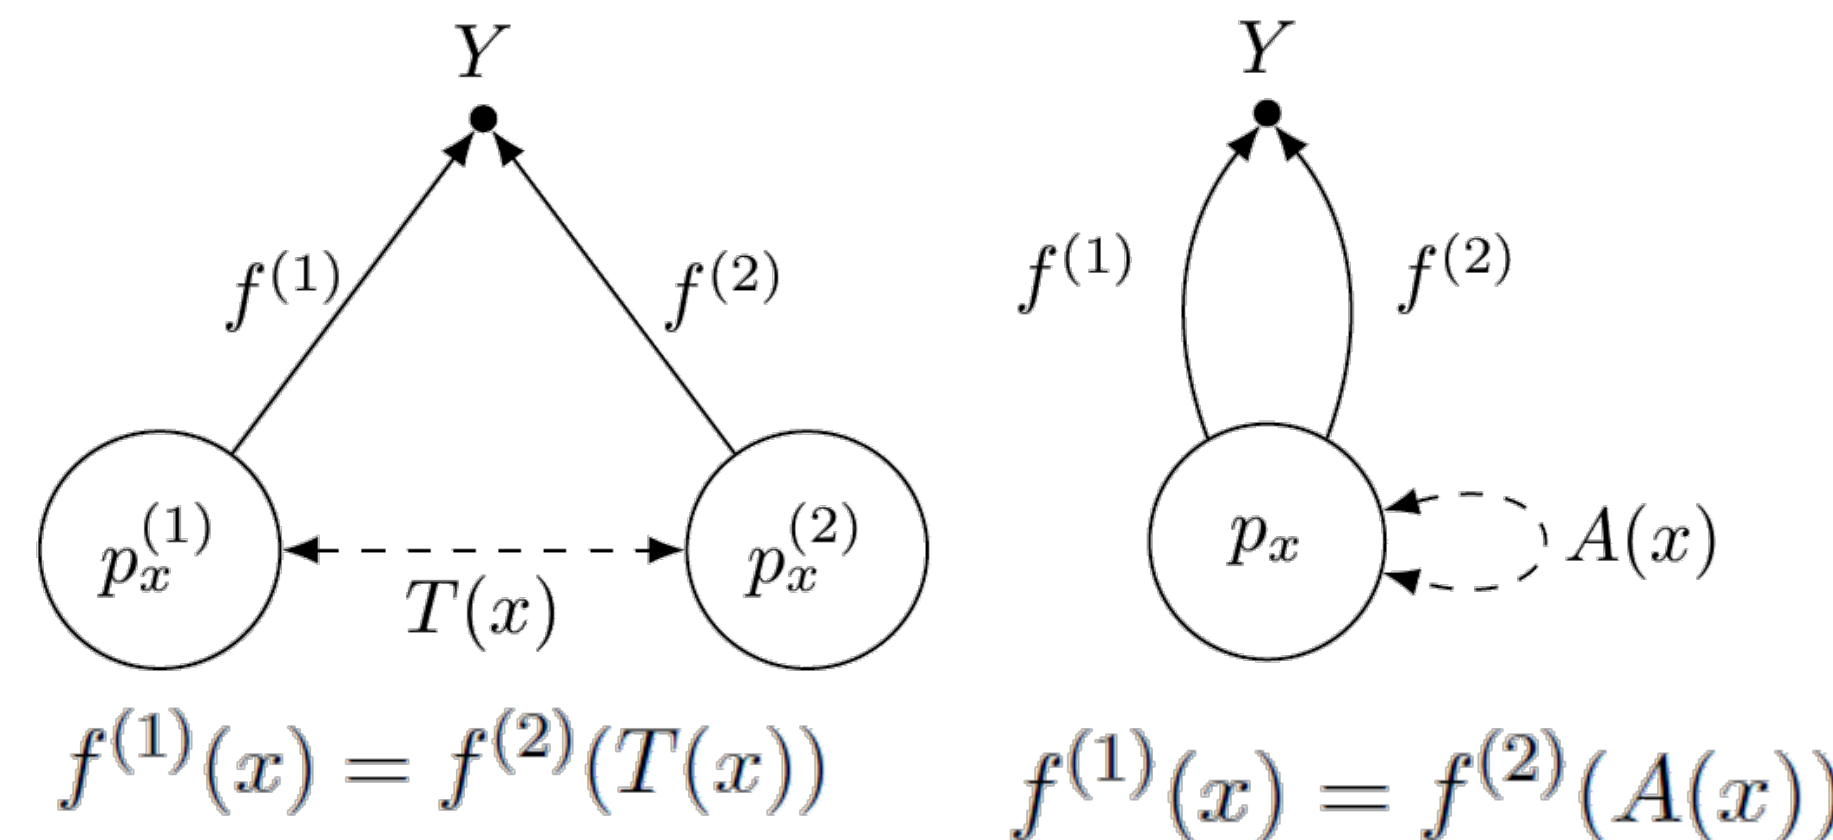 Y
f^{(1)}
f^{(2)}
p_x^{(1)}
p_x^{(2)}
T(x)
f^{(1)}(x) = f^{(2)}(T(x))
Y
f^{(1)}
f^{(2)}
p_x
A(x)
f^{(1)}(x) = f^{(2)}(A(x))